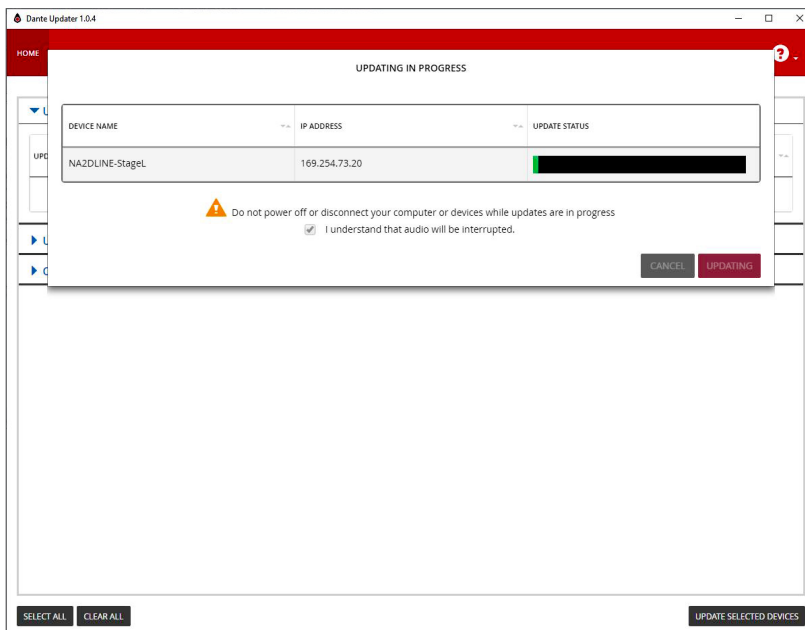 Dante Updater 1.0.4
HOME
?
UPDATING IN PROGRESS
DEVICE NAME IP ADDRESS UPDATE STATUS
NA2DLINE-StageL 169.254.73.20
UPD
Do not power off or disconnect your computer or devices while updates are in progress
I understand that audio will be interrupted.
CANCEL UPDATING
SELECT ALL CLEAR ALL UPDATE SELECTED DEVICES